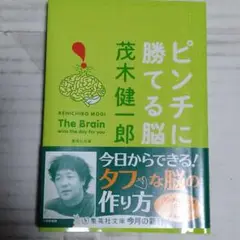 ピンチに
勝てる脳
茂木健一郎
KENICHIRO MOGI
The Brain
wins the day for you
集英社文庫
今日からできる!
タフな脳の
作り方
集英社文庫 今月の新刊